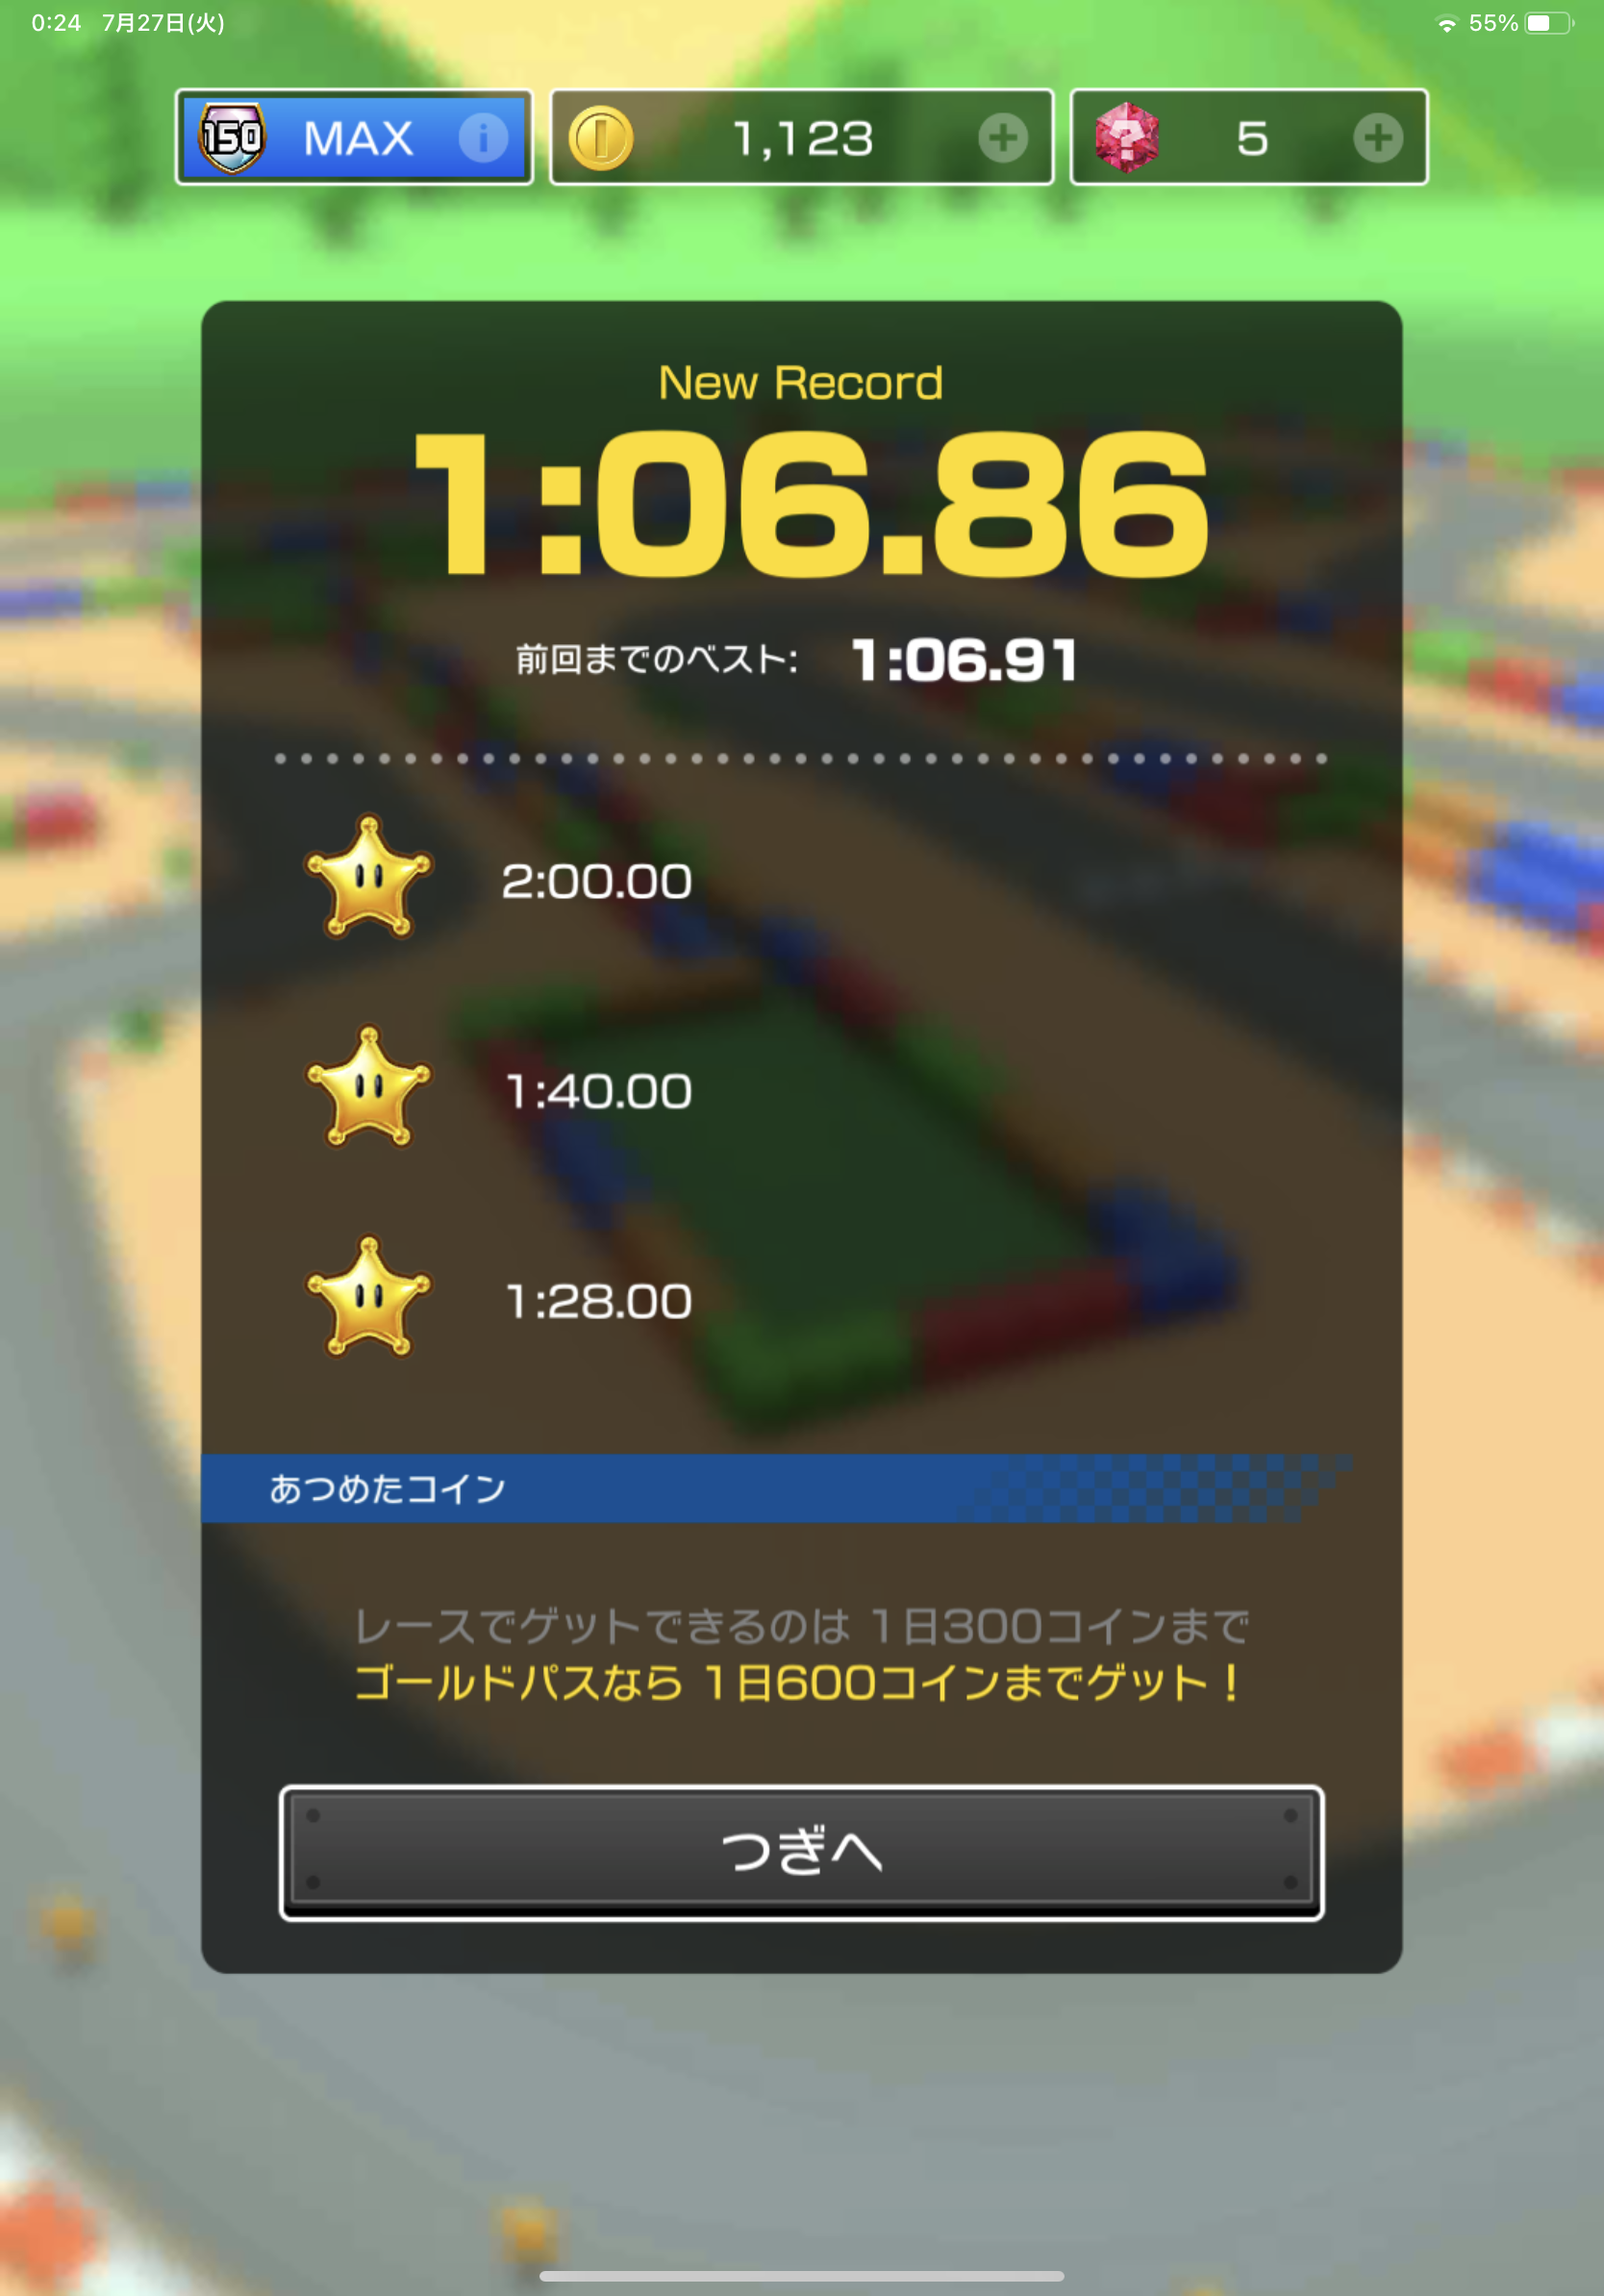 0:24 7月27日(火)
55%
150 MAX i
1,123 +
? 5 +
New Record
1:06.86
前回までのベスト: 1:06.91
2:00.00
1:40.00
1:28.00
あつめたコイン
レースでゲットできるのは 1日300コインまで
ゴールドパスなら 1日600コインまでゲット！
つぎへ